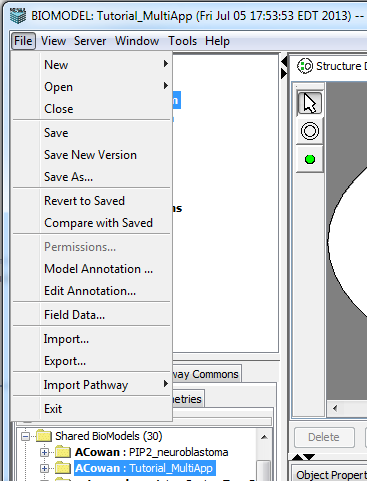 BIOMODEL: Tutorial_MultiApp (Fri Jul 05 17:53:53 EDT 2013) --
File View Server Window Tools Help
New
Open
Close
Save
Save New Version
Save As...
Revert to Saved
Compare with Saved
Permissions...
Model Annotation ...
Edit Annotation...
Field Data...
Import...
Export...
Import Pathway
Exit
Structure D
way Commons
metries
Shared BioModels (30)
ACowan : PIP2_neuroblastoma
ACowan : Tutorial_MultiApp
Delete
Object Properties